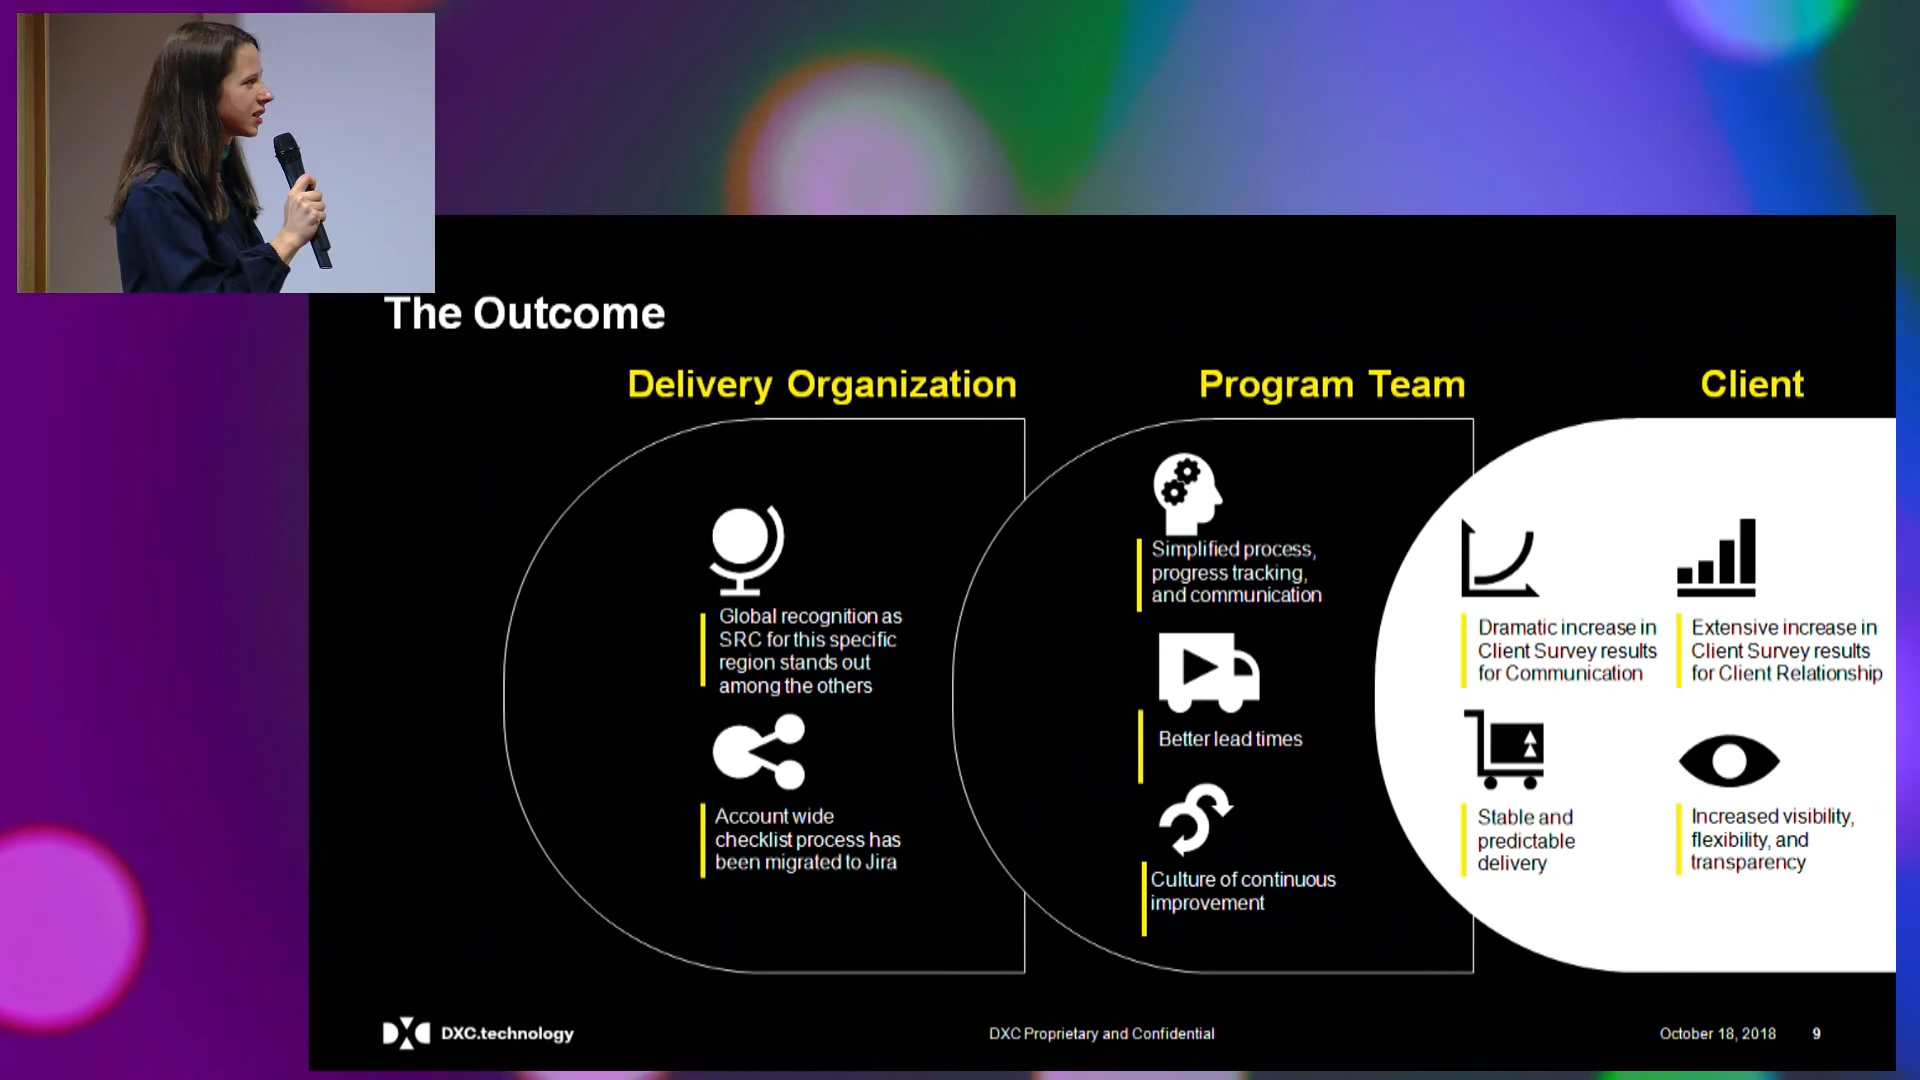 The Outcome
Delivery Organization
Global recognition as
SRC for this specific
region stands out
among the others
Account wide
checklist process has
been migrated to Jira
Program Team
Simplified process,
progress tracking,
and communication
Better lead times
Culture of continuous
improvement
Client
Dramatic increase in
Client Survey results
for Communication
Extensive increase in
Client Survey results
for Client Relationship
Stable and
predictable
delivery
Increased visibility,
flexibility, and
transparency
DXC.technology
DXC Proprietary and Confidential
October 18, 2018 9